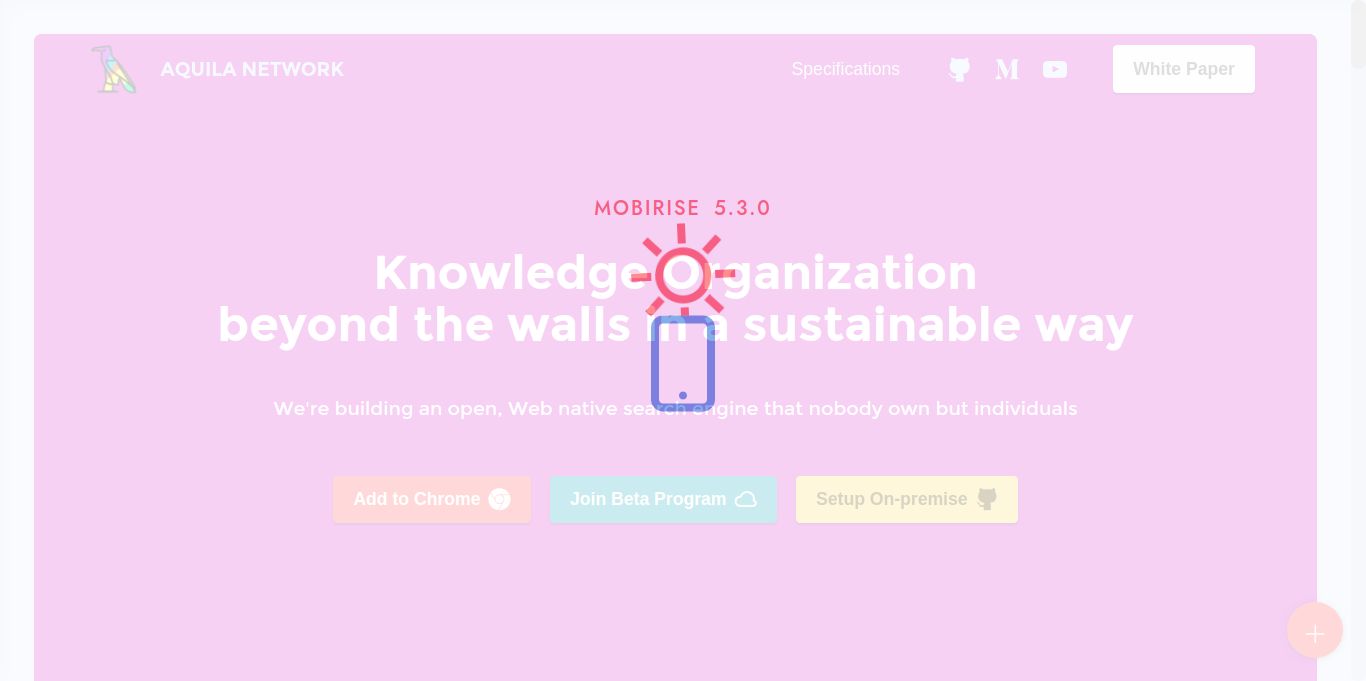 AQUILA NETWORK
Specifications
White Paper
MOBIRISE 5.3.0
Knowledge Organization
beyond the walls in a sustainable way
We're building an open, Web native search engine that nobody own but individuals
Add to Chrome
Join Beta Program
Setup On-premise